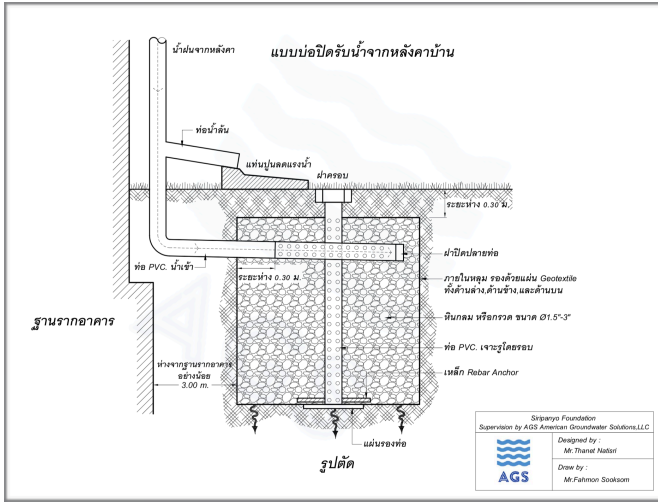 แบบบ่อปิดรับน้ำจากหลังคาบ้าน
น้ำฝนจากหลังคา
ท่อน้ำล้น
แท่นปูนลดแรงน้ำ
ฝาครอบ
ระยะห่าง 0.30 ม.
ท่อ PVC. น้ำเข้า
ระยะห่าง 0.30 ม.
ฝาปิดปลายท่อ
ภายในหลุม รองด้วยแผ่น Geotextile
ทั้งด้านล่าง,ด้านข้าง,และด้านบน
ฐานรากอาคาร
หินกลม หรือกรวด ขนาด Ø1.5"-3"
ท่อ PVC. เจาะรูโดยรอบ
ห่างจากฐานรากอาคาร
อย่างน้อย
3.00 m.
เหล็ก Rebar Anchor
แผ่นรองท่อ
รูปตัด
Siripanyo Foundation
Supervision by AGS American Groundwater Solutions,LLC
AGS
Designed by :
Mr.Thanet Natisri
Draw by :
Mr.Fahmon Sooksom